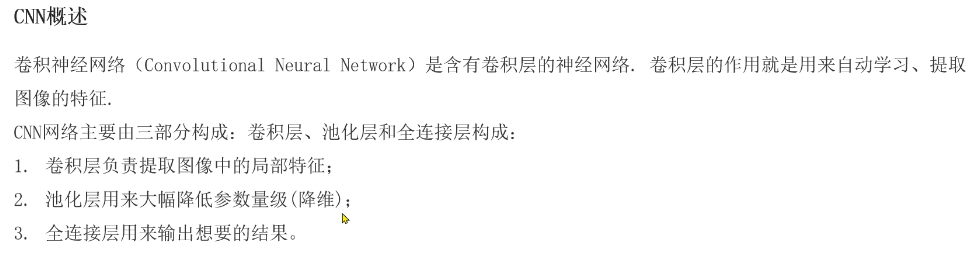 CNN概述
卷积神经网络（Convolutional Neural Network）是含有卷积层的神经网络. 卷积层的作用就是用来自动学习、提取
图像的特征.
CNN网络主要由三部分构成：卷积层、池化层和全连接层构成：
1. 卷积层负责提取图像中的局部特征；
2. 池化层用来大幅降低参数量级(降维)；
3. 全连接层用来输出想要的结果。